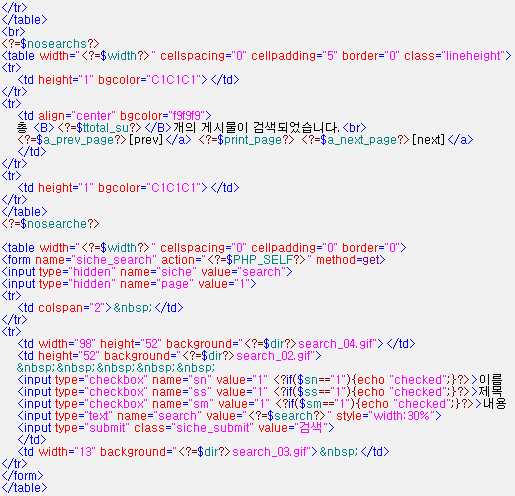 </tr>
</table>
<br>
<?=$nosearchs?>
<table width="<?=$width?>" cellspacing="0" cellpadding="5" border="0" class="lineheight">
<tr>
<td height="1" bgcolor="C1C1C1"></td>
</tr>
<tr>
<td align="center" bgcolor="f9f9f9">
총 <B><?=$ttotal_su?></B>개의 게시물이 검색되었습니다.<br>
<?=$a_prev_page?>[prev]</a> <?=$print_page?> <?=$a_next_page?>[next]</a>
</td>
</tr>
<tr>
<td height="1" bgcolor="C1C1C1"></td>
</tr>
</table>
<?=$nosearche?>
<table width="<?=$width?>" cellspacing="0" cellpadding="0" border="0">
<form name="siche_search" action="<?=$PHP_SELF?>" method=get>
<input type="hidden" name="siche" value="search">
<input type="hidden" name="page" value="1">
<tr>
<td colspan="2">&nbsp;</td>
</tr>
<tr>
<td width="98" height="52" background="<?=$dir?>search_04.gif"></td>
<td height="52" background="<?=$dir?>search_02.gif">
&nbsp;&nbsp;&nbsp;&nbsp;&nbsp;
<input type="checkbox" name="sn" value="1" <?if($sn=="1"){echo "checked";}?>>이름
<input type="checkbox" name="ss" value="1" <?if($ss=="1"){echo "checked";}?>>제목
<input type="checkbox" name="sm" value="1" <?if($sm=="1"){echo "checked";}?>>내용
<input type="text" name="search" value="<?=$search?>" style="width:30%">
<input type="submit" class="siche_submit" value="검색">
</td>
<td width="13" background="<?=$dir?>search_03.gif">&nbsp;</td>
</tr>
</form>
</table>